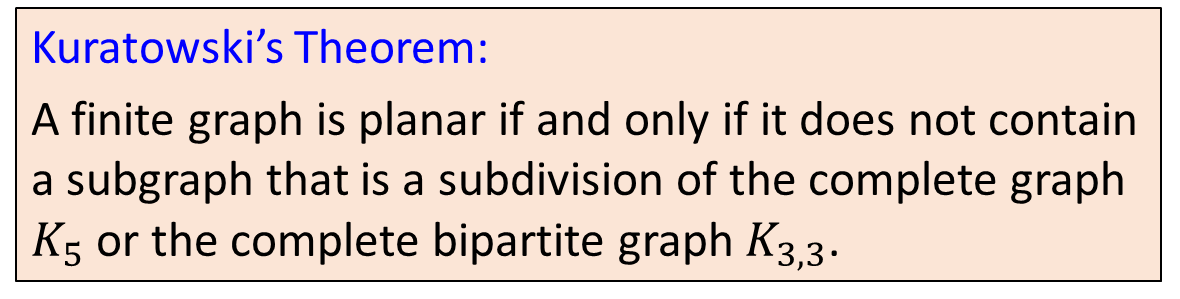 Kuratowski's Theorem:
A finite graph is planar if and only if it does not contain
a subgraph that is a subdivision of the complete graph
𝐾₅ or the complete bipartite graph 𝐾₃,₃.